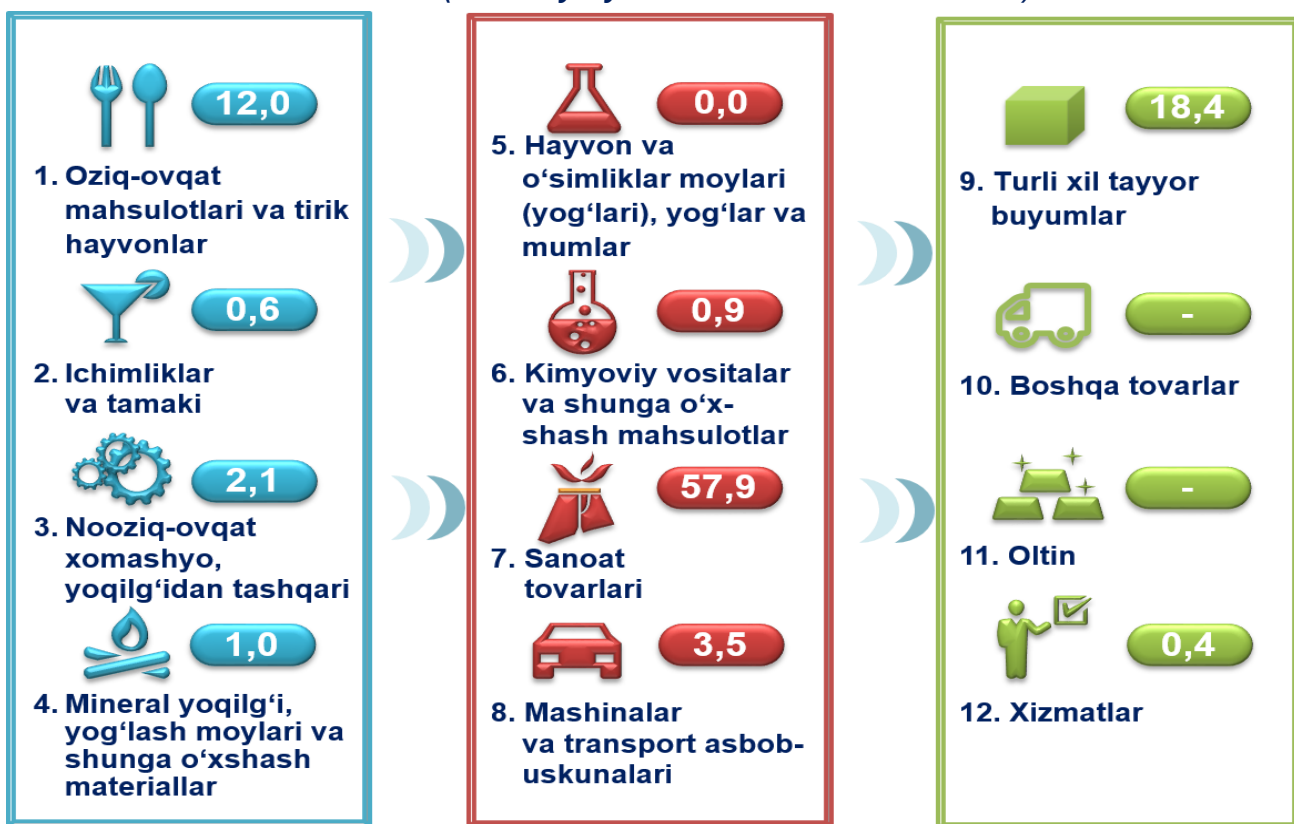 12,0
1. Oziq-ovqat
mahsulotlari va tirik
hayvonlar
0,6
2. Ichimliklar
va tamaki
2,1
3. Nooziq-ovqat
xomashyo,
yoqilg‘idan tashqari
1,0
4. Mineral yoqilg‘i,
yog‘lash moylari va
shunga o‘xshash
materiallar
0,0
5. Hayvon va
o‘simliklar moylari
(yog‘lari), yog‘lar va
mumlar
0,9
6. Kimyoviy vositalar
va shunga o‘x-
shash mahsulotlar
57,9
7. Sanoat
tovarlari
3,5
8. Mashinalar
va transport asbob-
uskunalari
18,4
9. Turli xil tayyor
buyumlar
-
10. Boshqa tovarlar
-
11. Oltin
0,4
12. Xizmatlar